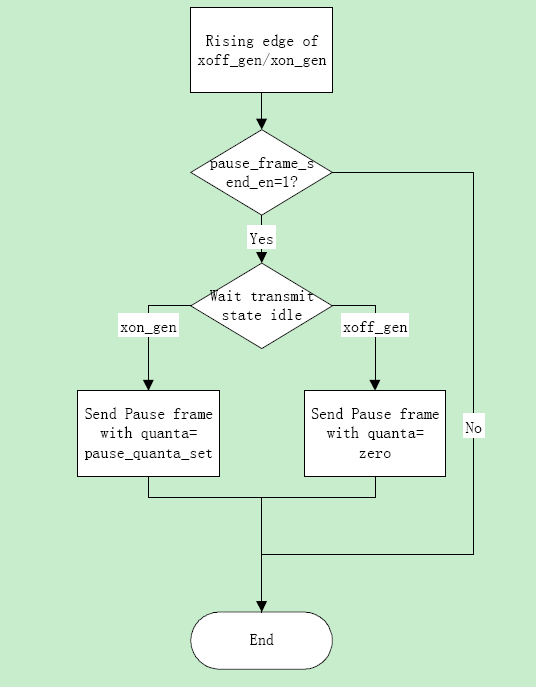 Rising edge of
xoff_gen/xon_gen
pause_frame_s
end_en=1?
Yes
Wait transmit
state idle
xon_gen
xoff_gen
Send Pause frame
with quanta=
pause_quanta_set
Send Pause frame
with quanta=
zero
No
End